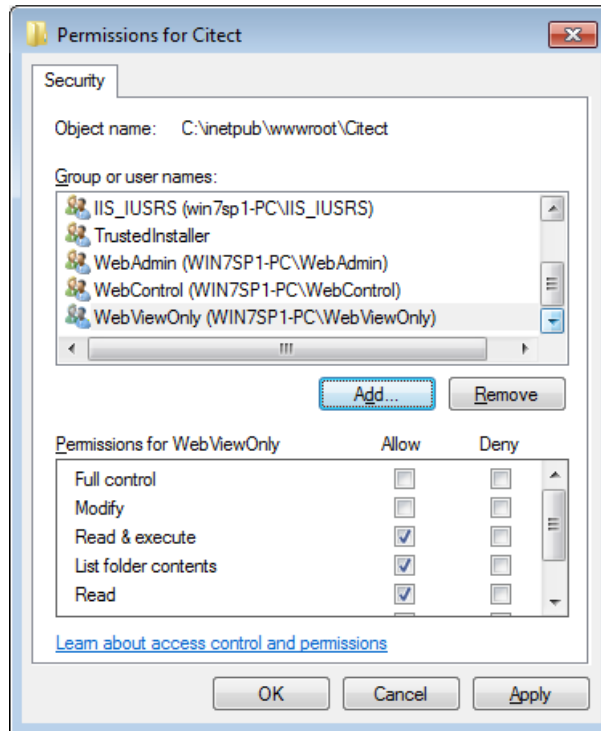 Permissions for Citect
Security
Object name: C:\inetpub\wwwroot\Citect
Group or user names:
IIS_IUSRS (win7sp1-PC\IIS_IUSRS)
TrustedInstaller
WebAdmin (WIN7SP1-PC\WebAdmin)
WebControl (WIN7SP1-PC\WebControl)
WebViewOnly (WIN7SP1-PC\WebViewOnly)
Add... Remove
Permissions for WebViewOnly Allow Deny
Full control
Modify
Read & execute
List folder contents
Read
Learn about access control and permissions
OK Cancel Apply